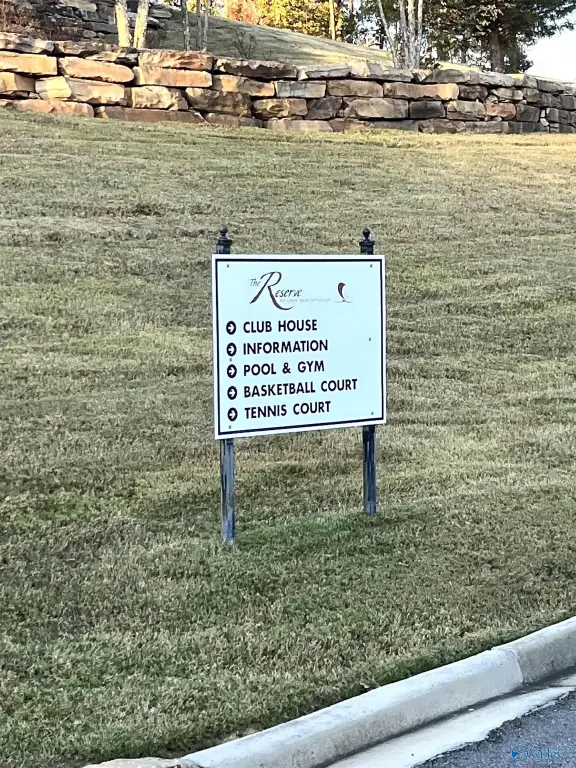 The Reserve
CLUB HOUSE
INFORMATION
POOL & GYM
BASKETBALL COURT
TENNIS COURT